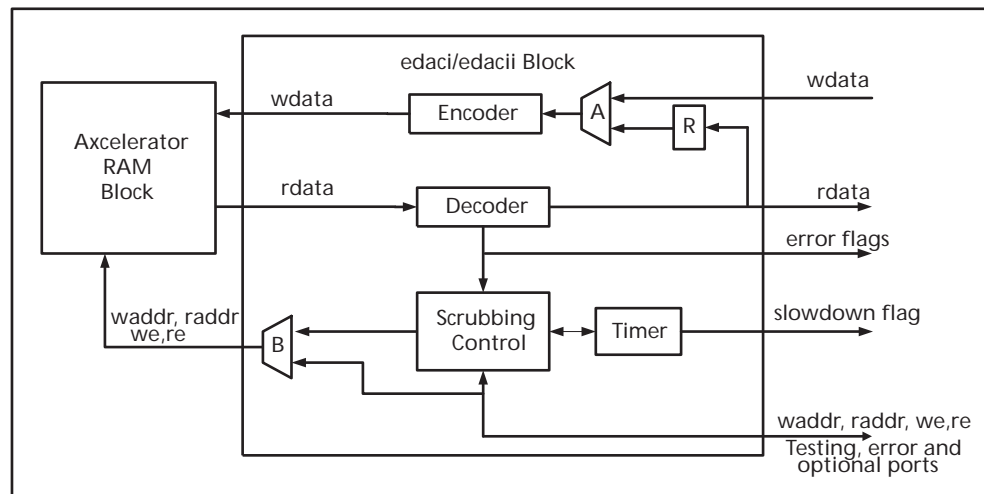 edaci/edacii Block
wdata
wdata
Encoder
A
R
Axcelerator
RAM
Block
rdata
Decoder
rdata
error flags
waddr, raddr
we,re
B
Scrubbing
Control
Timer
slowdown flag
waddr, raddr, we,re
Testing, error and
optional ports